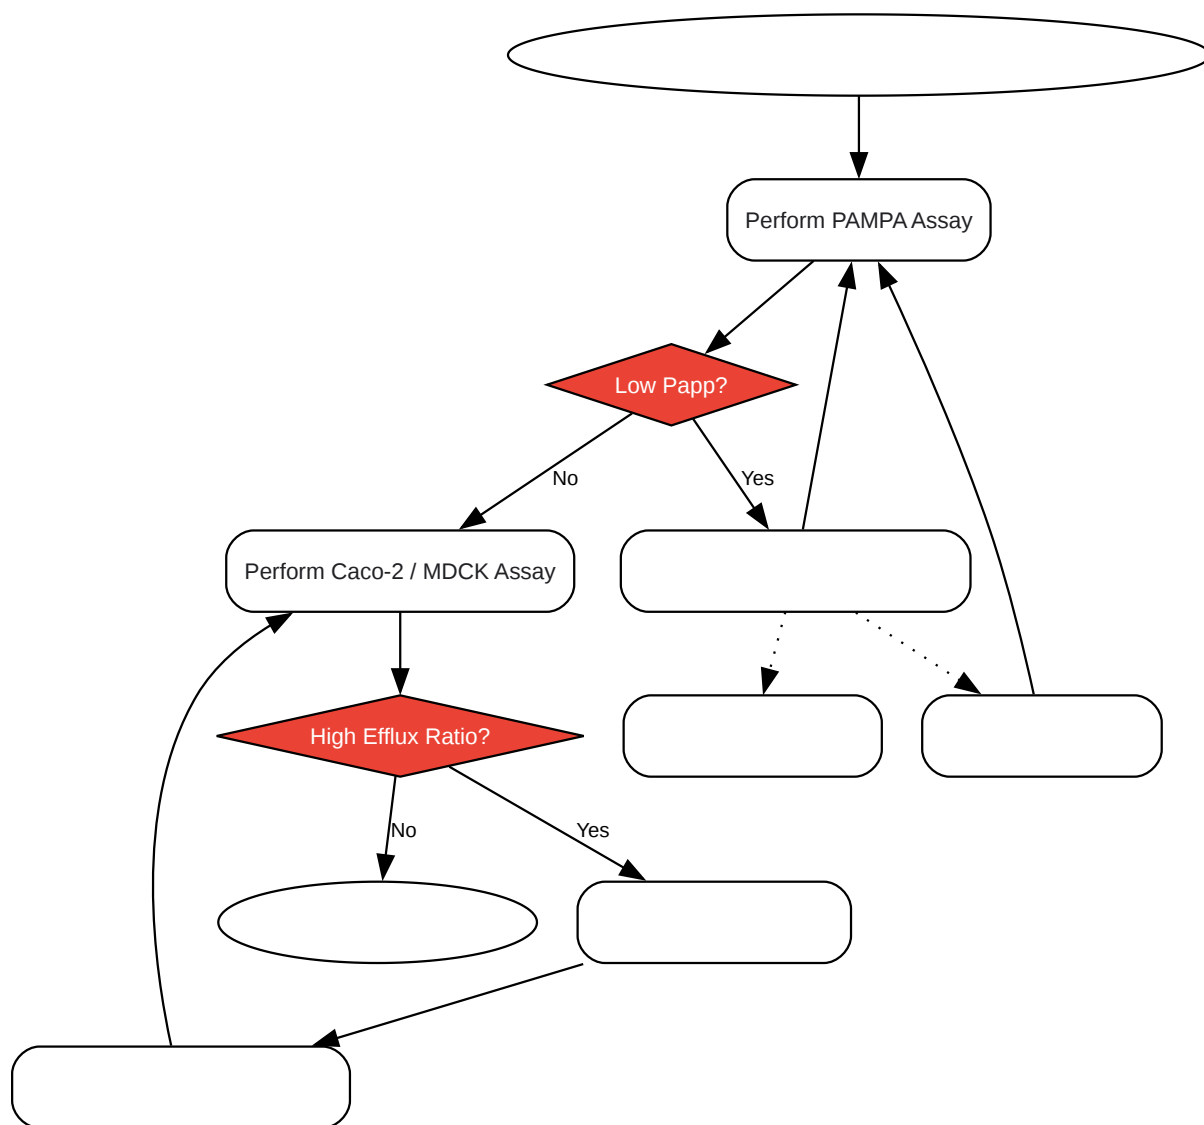 Perform PAMPA Assay
Low Papp?
No
Yes
Perform Caco-2 / MDCK Assay
High Efflux Ratio?
No
Yes